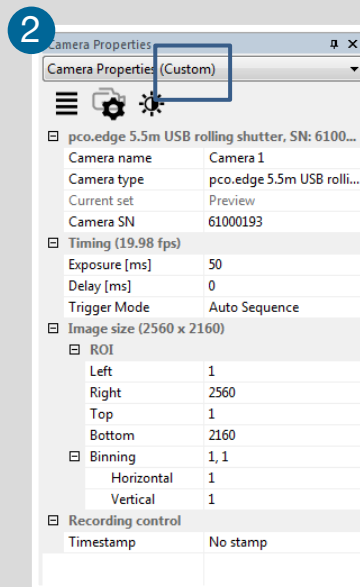 2
Camera Properties
Camera Properties (Custom)
pco.edge 5.5m USB rolling shutter, SN: 6100...
Camera name Camera 1
Camera type pco.edge 5.5m USB rolli...
Current set Preview
Camera SN 61000193
Timing (19.98 fps)
Exposure [ms] 50
Delay [ms] 0
Trigger Mode Auto Sequence
Image size (2560 x 2160)
ROI
Left 1
Right 2560
Top 1
Bottom 2160
Binning 1, 1
Horizontal 1
Vertical 1
Recording control
Timestamp No stamp